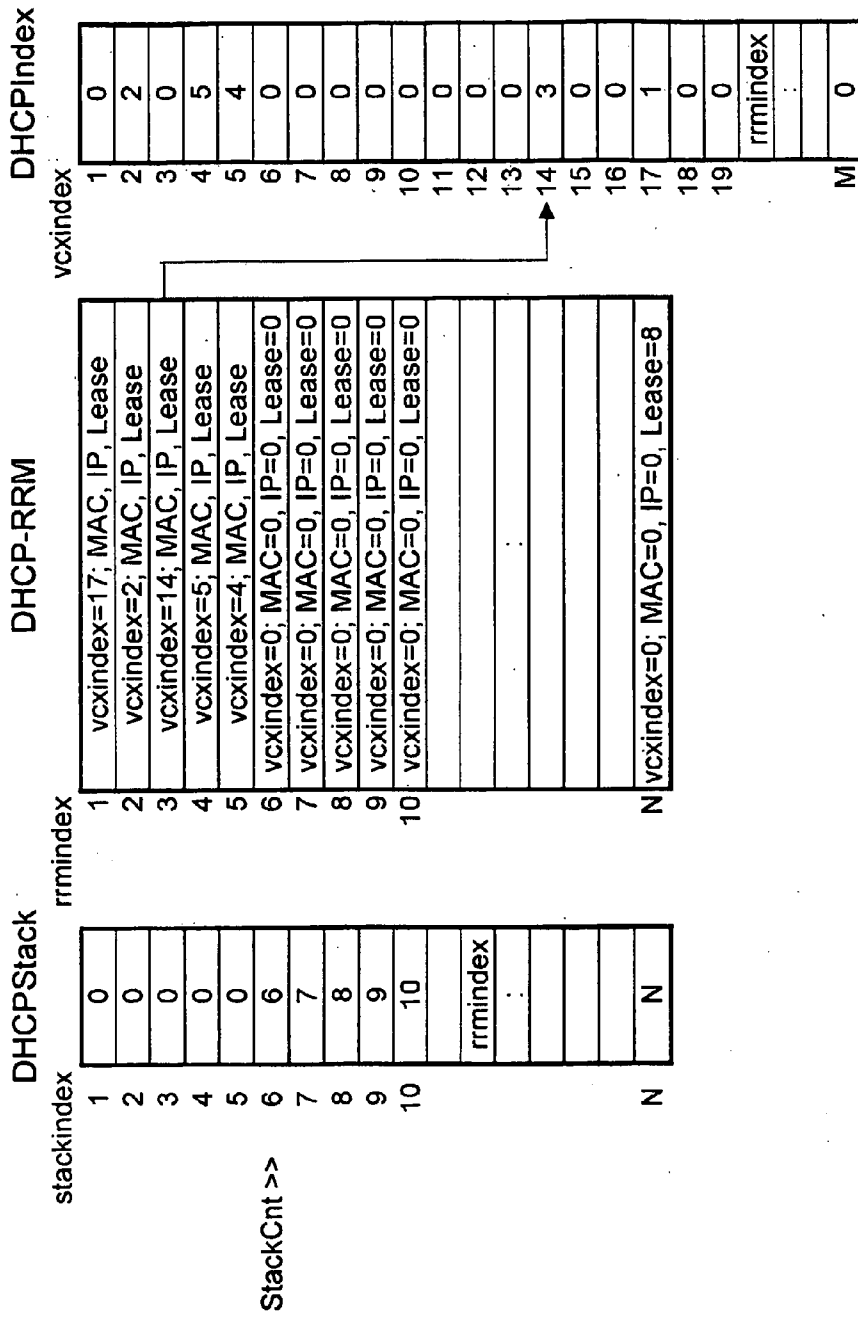 DHCPStack
stackindex
1 0
2 0
3 0
4 0
5 0
StackCnt >> 6 6
7 7
8 8
9 9
10 10
rrmindex
:
N N
DHCP-RRM
rrmindex
1 vcxindex=17; MAC, IP, Lease
2 vcxindex=2; MAC, IP, Lease
3 vcxindex=14; MAC, IP, Lease
4 vcxindex=5; MAC, IP, Lease
5 vcxindex=4; MAC, IP, Lease
6 vcxindex=0; MAC=0, IP=0, Lease=0
7 vcxindex=0; MAC=0, IP=0, Lease=0
8 vcxindex=0; MAC=0, IP=0, Lease=0
9 vcxindex=0; MAC=0, IP=0, Lease=0
10 vcxindex=0; MAC=0, IP=0, Lease=0
:
N vcxindex=0; MAC=0, IP=0, Lease=8
DHCPIndex
vcxindex
1 0
2 2
3 0
4 5
5 4
6 0
7 0
8 0
9 0
10 0
11 0
12 0
13 0
14 3
15 0
16 0
17 1
18 0
19 0
rrmindex
:
M 0